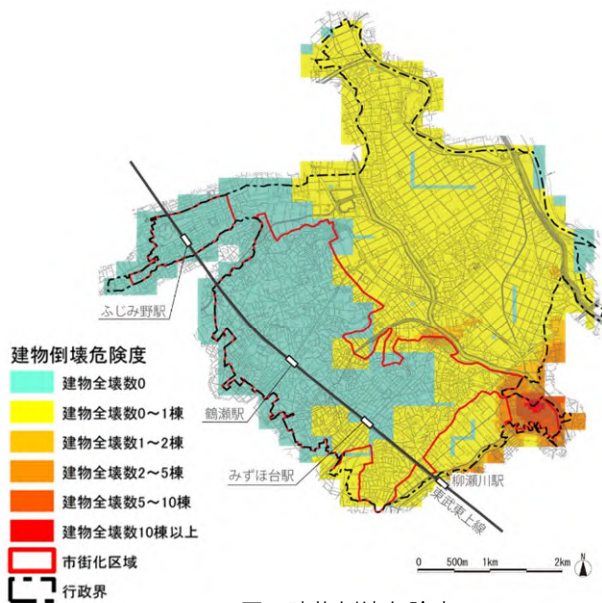 ふじみ野駅
鶴瀬駅
みずほ台駅
柳瀬川駅
東武東上線
建物倒壊危険度
建物全壊数0
建物全壊数0～1棟
建物全壊数1～2棟
建物全壊数2～5棟
建物全壊数5～10棟
建物全壊数10棟以上
市街化区域
行政界
0 500m 1km 2km
N